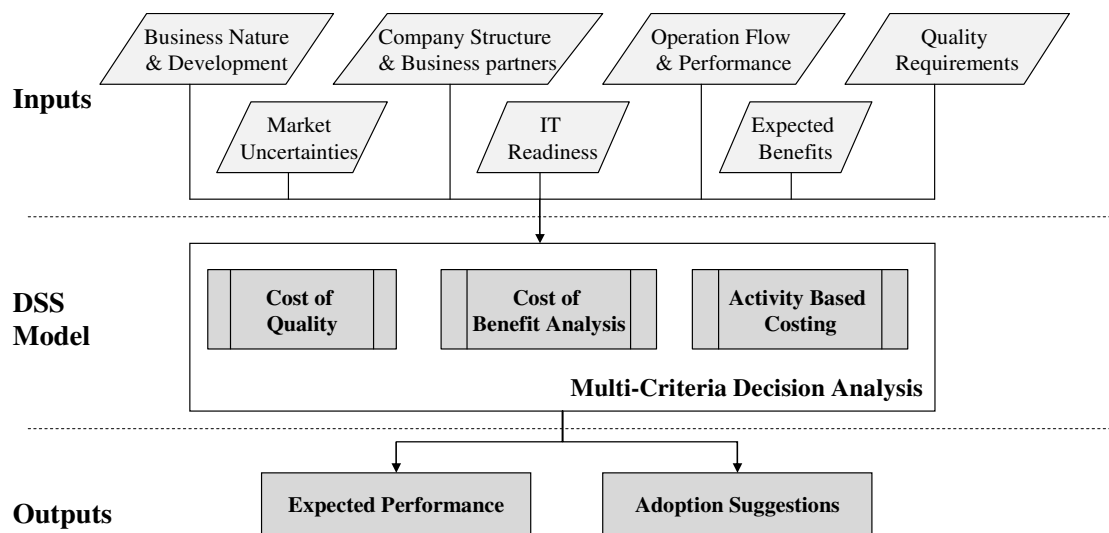 Business Nature
& Development
Company Structure
& Business partners
Operation Flow
& Performance
Quality
Requirements
Inputs
Market
Uncertainties
IT
Readiness
Expected
Benefits
DSS
Model
Cost of
Quality
Cost of
Benefit Analysis
Activity Based
Costing
Multi-Criteria Decision Analysis
Outputs
Expected Performance
Adoption Suggestions